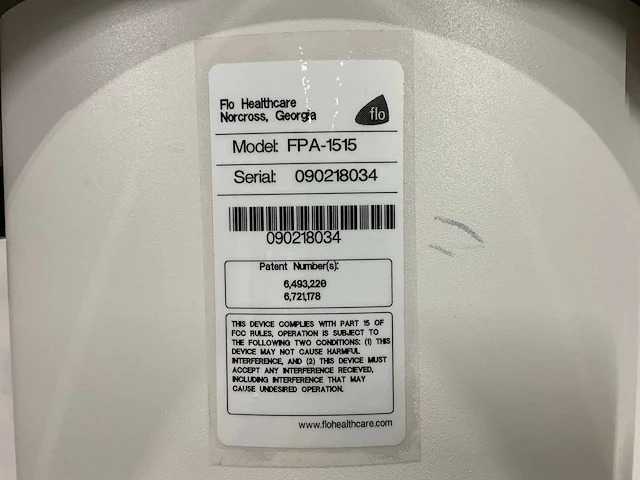 Flo Healthcare
Norcross, Georgia
flo
Model: FPA-1515
Serial: 090218034
090218034
Patent Number(s):
6,493,220
6,721,178
THIS DEVICE COMPLIES WITH PART 15 OF
FCC RULES, OPERATION IS SUBJECT TO
THE FOLLOWING TWO CONDITIONS: (1) THIS
DEVICE MAY NOT CAUSE HARMFUL
INTERFERENCE, AND (2) THIS DEVICE MUST
ACCEPT ANY INTERFERENCE RECIEVED,
INCLUDING INTERFERENCE THAT MAY
CAUSE UNDESIRED OPERATION.
www.flohealthcare.com